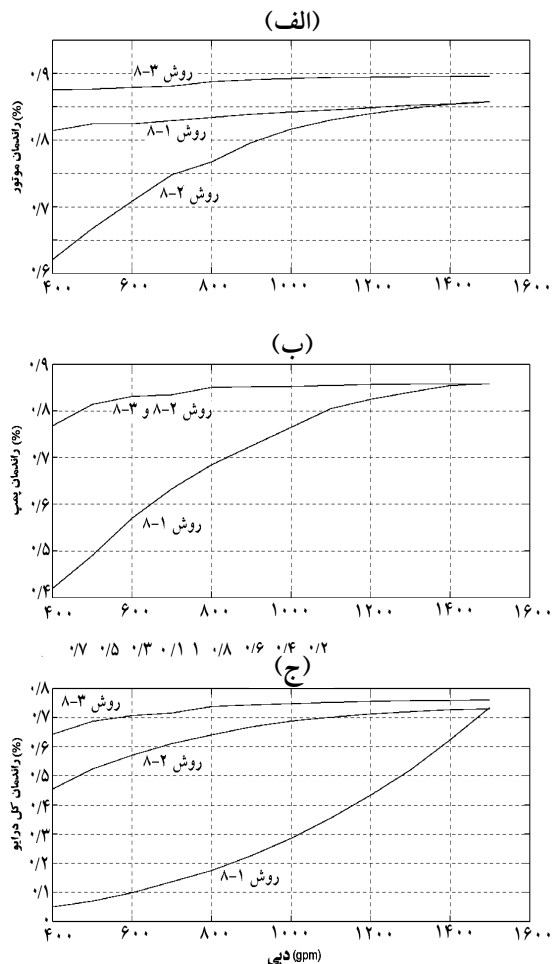 (الف)
۰/۹
۰/۸
۰/۷
۰/۶
راندمان موتور (%)
روش ۳-۸
روش ۱-۸
روش ۲-۸
۴۰۰ ۶۰۰ ۸۰۰ ۱۰۰۰ ۱۲۰۰ ۱۴۰۰ ۱۶۰۰
(ب)
۰/۹
۰/۸
۰/۷
۰/۶
۰/۵
۰/۴
راندمان پمپ (%)
روش ۲-۸ و ۳-۸
روش ۱-۸
۴۰۰ ۶۰۰ ۸۰۰ ۱۰۰۰ ۱۲۰۰ ۱۴۰۰ ۱۶۰۰
۰/۷ ۰/۵ ۰/۳ ۰/۱ ۱ ۰/۸ ۰/۶ ۰/۴ ۰/۲
(ج)
۰/۸
۰/۷
۰/۶
۰/۵
۰/۴
۰/۳
۰/۲
۰/۱
۰
راندمان کل درایو (%)
روش ۳-۸
روش ۲-۸
روش ۱-۸
۴۰۰ ۶۰۰ ۸۰۰ ۱۰۰۰ ۱۲۰۰ ۱۴۰۰ ۱۶۰۰
دبی (gpm)